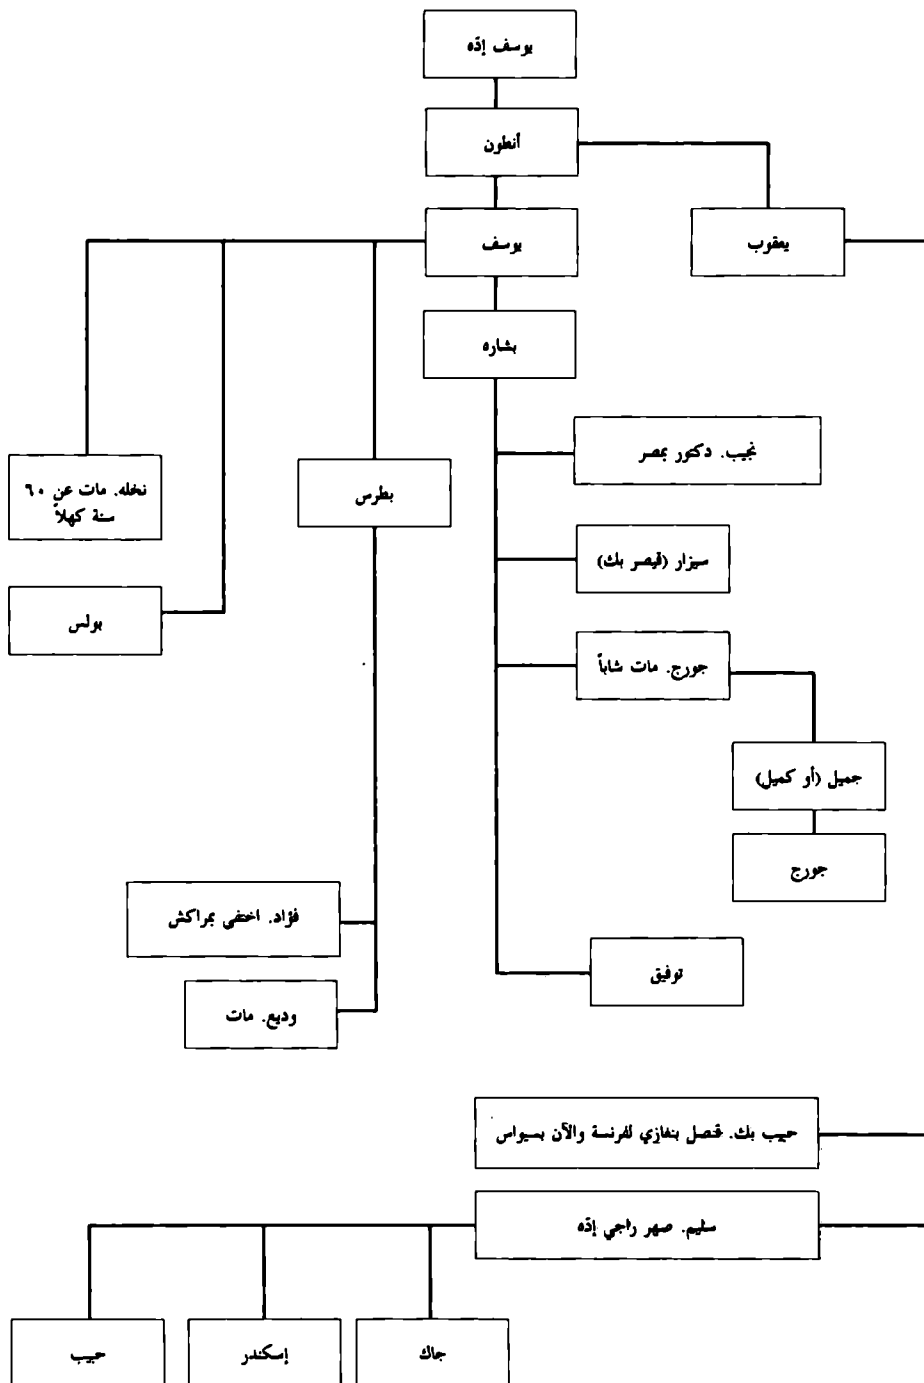 يوسف إدّه
أنطون
يعقوب
يوسف
بشاره
نجيب. دكتور بمصر
نخله. مات عن ٦٠
سنة كهلاً
بطرس
سيزار (قيصر بك)
بولس
جورج. مات شاباً
جميل (أو كميل)
جورج
فؤاد. اختفى بمراكش
توفيق
وديع. مات
حبيب بك. قنصل بنغازي لفرنسة والآن بسيواس
سليم. صهر راجي إدّه
جاك
إسكندر
حبيب